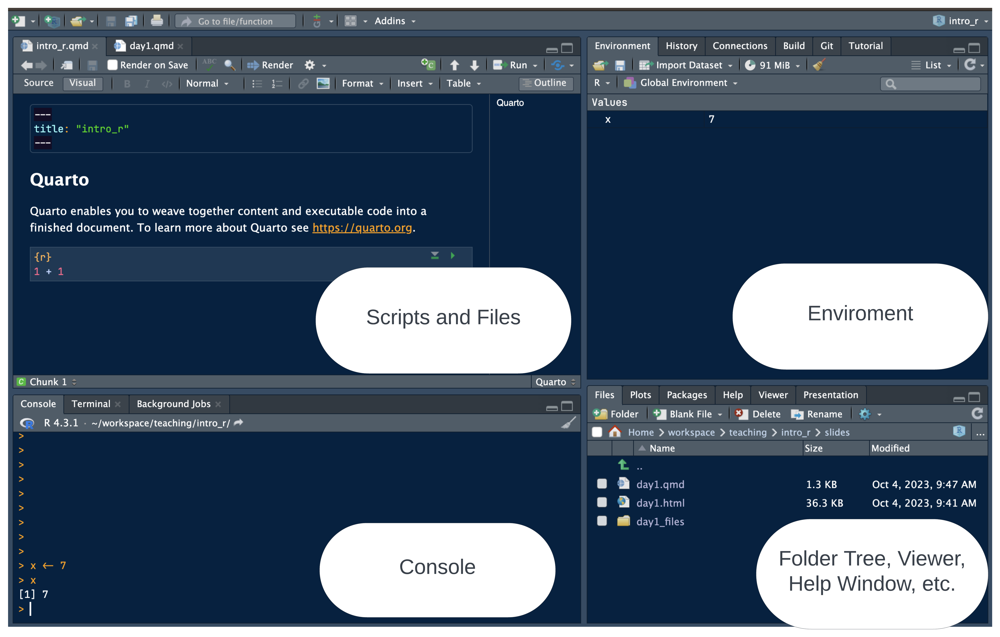 Go to file/function
Addins
intro_r
intro_r.qmd
day1.qmd
Render on Save
ABC
Render
C
Run
Source Visual
B I </> Normal
Format Insert Table
Outline
---
title: "intro_r"
---
Quarto
Quarto enables you to weave together content and executable code into a
finished document. To learn more about Quarto see https://quarto.org.
{r}
1 + 1
Quarto
Scripts and Files
C Chunk 1
Quarto
Environment History Connections Build Git Tutorial
Import Dataset 91 MiB List
R Global Environment
Values
x 7
Enviroment
Console Terminal Background Jobs
R 4.3.1 · ~/workspace/teaching/intro_r/
>
>
>
>
>
>
>
>
>
> x <- 7
> x
[1] 7
>
Console
Files Plots Packages Help Viewer Presentation
Folder Blank File Delete Rename
Home workspace teaching intro_r slides R ...
Name Size Modified
..
day1.qmd 1.3 KB Oct 4, 2023, 9:47 AM
day1.html 36.3 KB Oct 4, 2023, 9:41 AM
day1_files
Folder Tree, Viewer,
Help Window, etc.